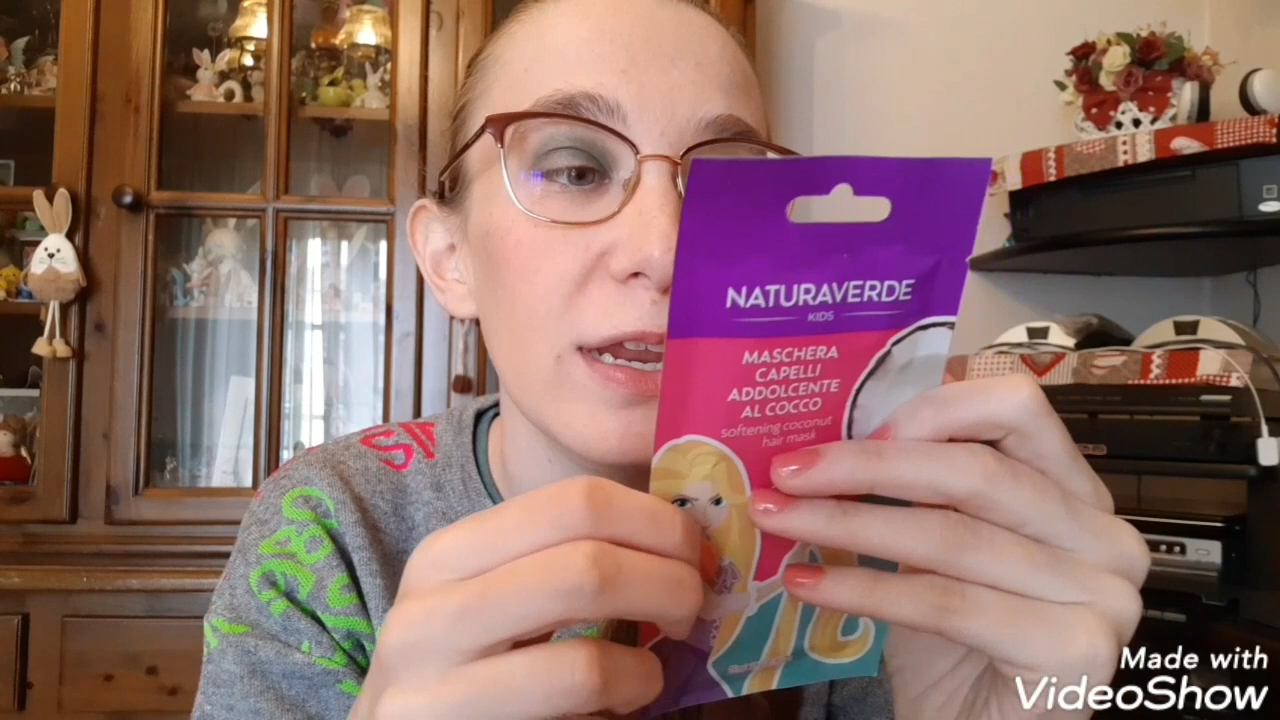 NATURAVERDE
KIDS
MASCHERA
CAPELLI
ADDOLCENTE
AL COCCO
softening coconut
hair mask
Made with
VideoShow